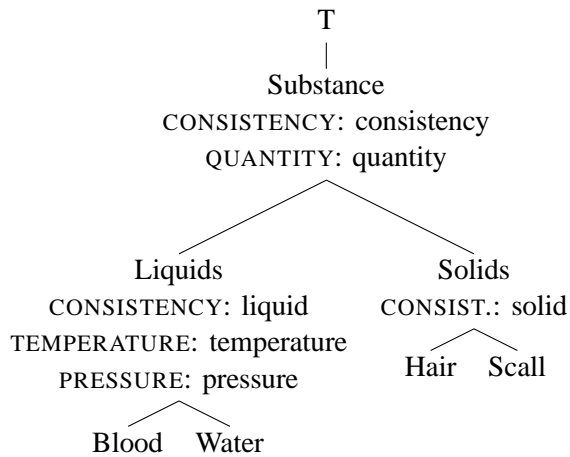 T
Substance
CONSISTENCY: consistency
QUANTITY: quantity
Liquids
CONSISTENCY: liquid
TEMPERATURE: temperature
PRESSURE: pressure
Blood Water
Solids
CONSIST.: solid
Hair Scall